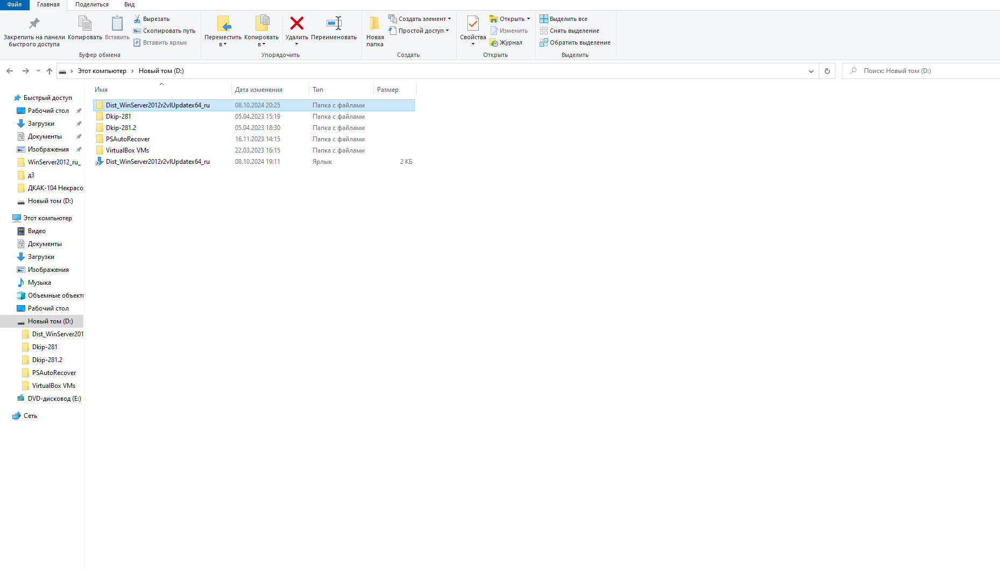 Файл Главная Поделиться Вид
Закрепить на панели быстрого доступа
Копировать
Вставить
Вырезать
Скопировать путь
Вставить ярлык
Буфер обмена
Переместить в
Копировать в
Удалить
Переименовать
Упорядочить
Новая папка
Создать элемент
Простой доступ
Создать
Свойства
Открыть
Изменить
Журнал
Открыть
Выделить все
Снять выделение
Обратить выделение
Выделить
Этот компьютер > Новый том (D:)
Поиск: Новый том (D:)
Быстрый доступ
Рабочий стол
Загрузки
Документы
Изображения
WinServer2012_ru_
д3
ДКАК-104 Некрасо
Новый том (D:)
Этот компьютер
Видео
Документы
Загрузки
Изображения
Музыка
Объемные объекты
Рабочий стол
Новый том (D:)
Dist_WinServer201
Dkip-281
Dkip-281.2
PSAutoRecover
VirtualBox VMs
DVD-дисковод (E:)
Сеть
Имя Дата изменения Тип Размер
Dist_WinServer2012r2vlUpdatex64_ru 08.10.2024 20:25 Папка с файлами
Dkip-281 05.04.2023 15:19 Папка с файлами
Dkip-281.2 05.04.2023 18:30 Папка с файлами
PSAutoRecover 16.11.2023 14:15 Папка с файлами
VirtualBox VMs 22.03.2023 16:15 Папка с файлами
Dist_WinServer2012r2vlUpdatex64_ru 08.10.2024 19:11 Ярлык 2 КБ